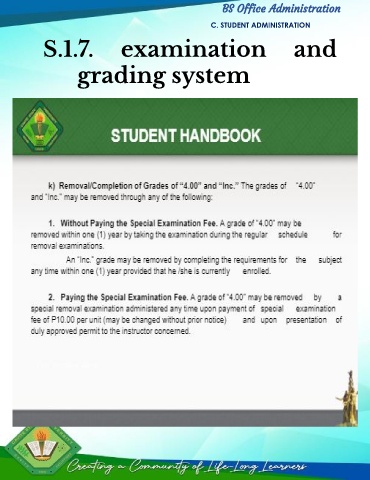 BS Office Administration
C. STUDENT ADMINISTRATION
S.1.7. examination and
grading system
STUDENT HANDBOOK
k) Removal/Completion of Grades of “4.00” and “Inc.” The grades of “4.00”
and “Inc.” may be removed through any of the following:
1. Without Paying the Special Examination Fee. A grade of “4.00” may be
removed within one (1) year by taking the examination during the regular schedule for
removal examinations.
An “Inc.” grade may be removed by completing the requirements for the subject
any time within one (1) year provided that he /she is currently enrolled.
2. Paying the Special Examination Fee. A grade of “4.00” may be removed by a
special removal examination administered any time upon payment of special examination
fee of P10.00 per unit (may be changed without prior notice) and upon presentation of
duly approved permit to the instructor concerned.
Creating a Community of Life-Long Learners